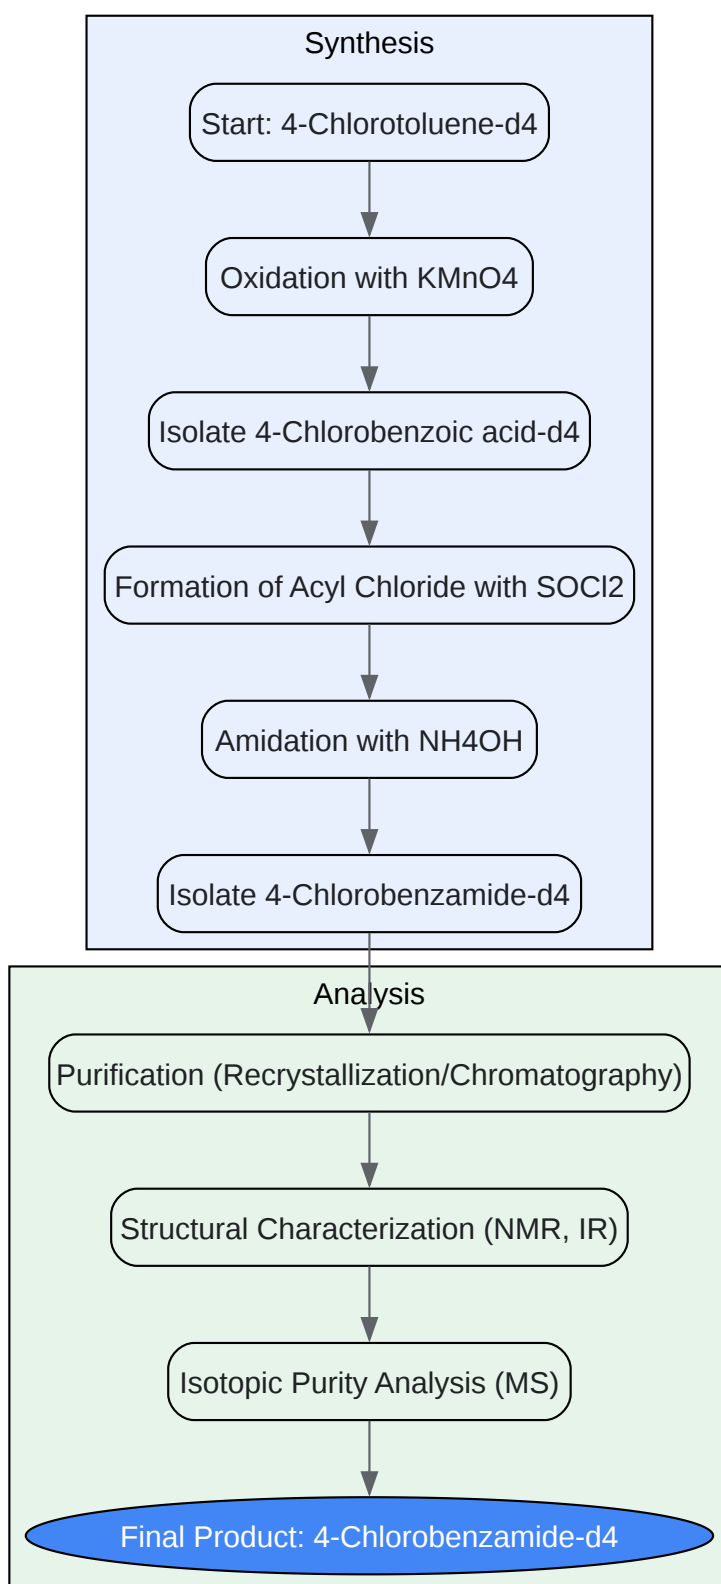 Synthesis
Start: 4-Chlorotoluene-d4
Oxidation with KMnO4
Isolate 4-Chlorobenzoic acid-d4
Formation of Acyl Chloride with SOCl2
Amidation with NH4OH
Isolate 4-Chlorobenzamide-d4
Analysis
Purification (Recrystallization/Chromatography)
Structural Characterization (NMR, IR)
Isotopic Purity Analysis (MS)
Final Product: 4-Chlorobenzamide-d4